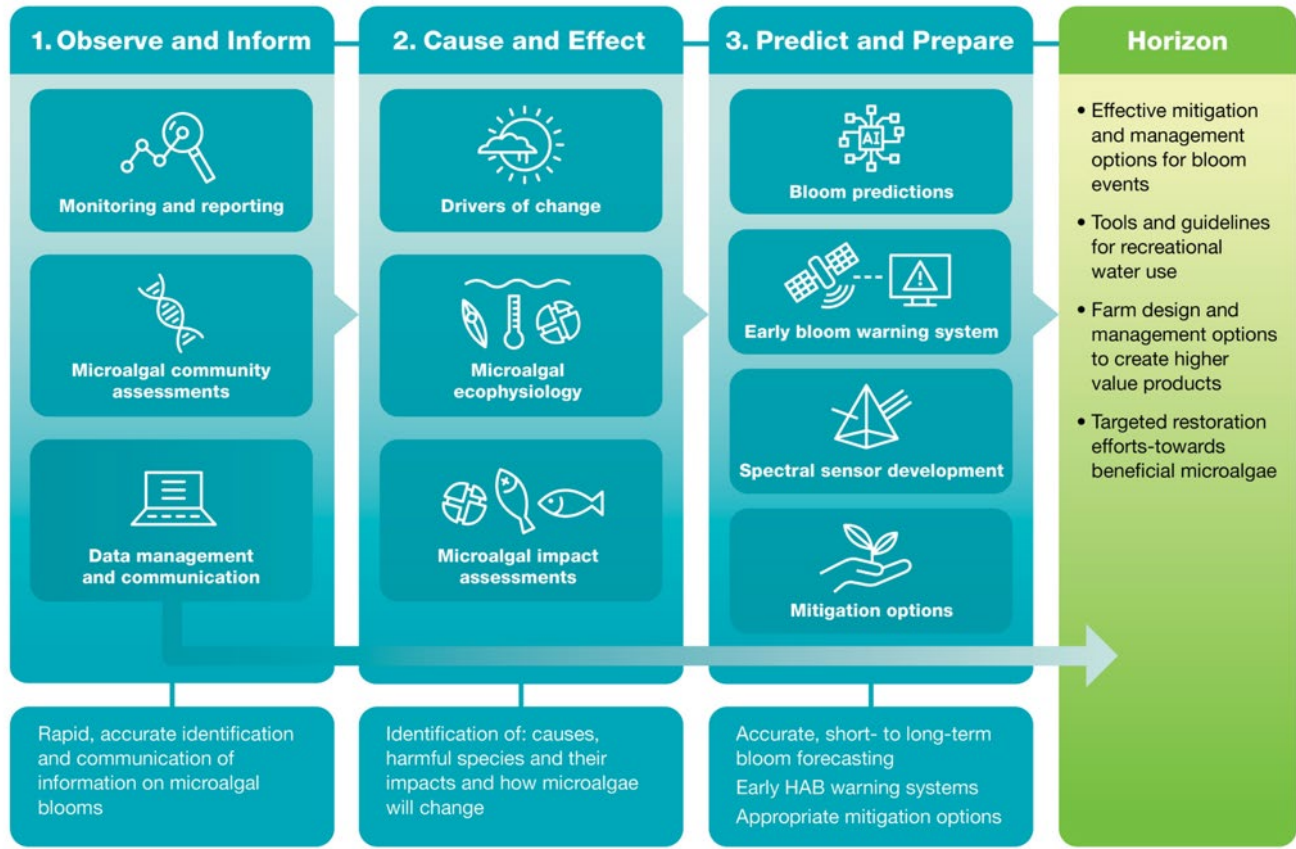 1. Observe and Inform
Monitoring and reporting
Microalgal community
assessments
Data management
and communication
Rapid, accurate identification
and communication of
information on microalgal
blooms
2. Cause and Effect
Drivers of change
Microalgal
ecophysiology
Microalgal impact
assessments
Identification of: causes,
harmful species and their
impacts and how microalgae
will change
3. Predict and Prepare
AI
Bloom predictions
Early bloom warning system
Spectral sensor development
Mitigation options
Accurate, short- to long-term
bloom forecasting
Early HAB warning systems
Appropriate mitigation options
Horizon
• Effective mitigation
and management
options for bloom
events
• Tools and guidelines
for recreational
water use
• Farm design and
management options
to create higher
value products
• Targeted restoration
efforts-towards
beneficial microalgae